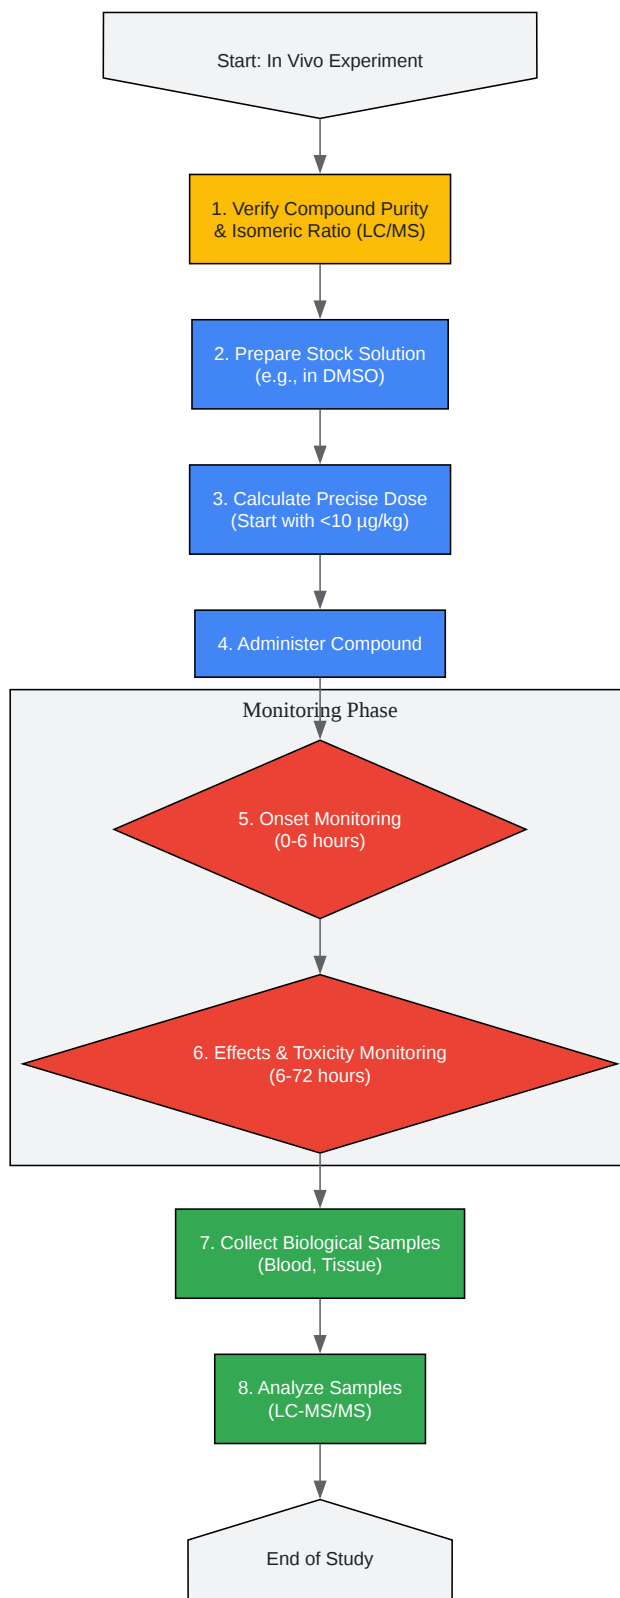 Start: In Vivo Experiment
1. Verify Compound Purity
& Isomeric Ratio (LC/MS)
2. Prepare Stock Solution
(e.g., in DMSO)
3. Calculate Precise Dose
(Start with <10 µg/kg)
4. Administer Compound
Monitoring Phase
5. Onset Monitoring
(0-6 hours)
6. Effects & Toxicity Monitoring
(6-72 hours)
7. Collect Biological Samples
(Blood, Tissue)
8. Analyze Samples
(LC-MS/MS)
End of Study